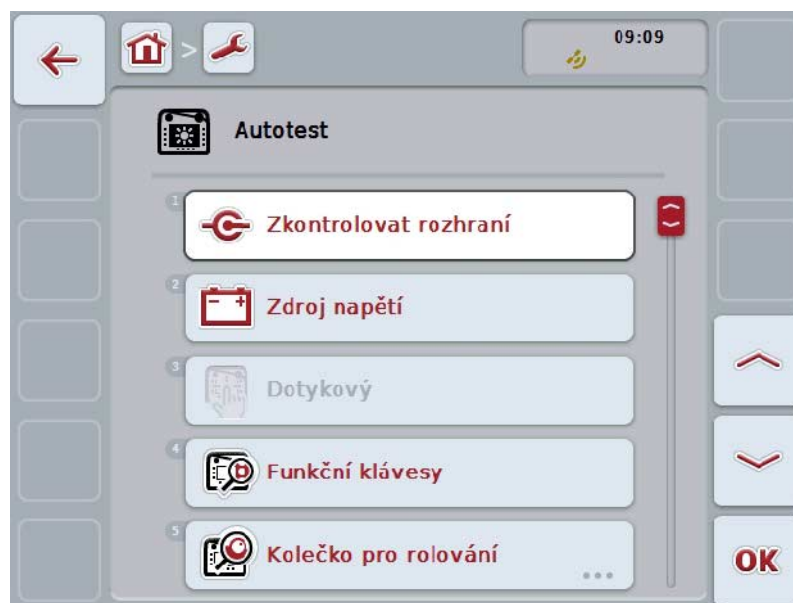 09:09
Autotest
1
Zkontrolovat rozhraní
2
Zdroj napětí
3
Dotykový
4
Funkční klávesy
5
Kolečko pro rolování
OK